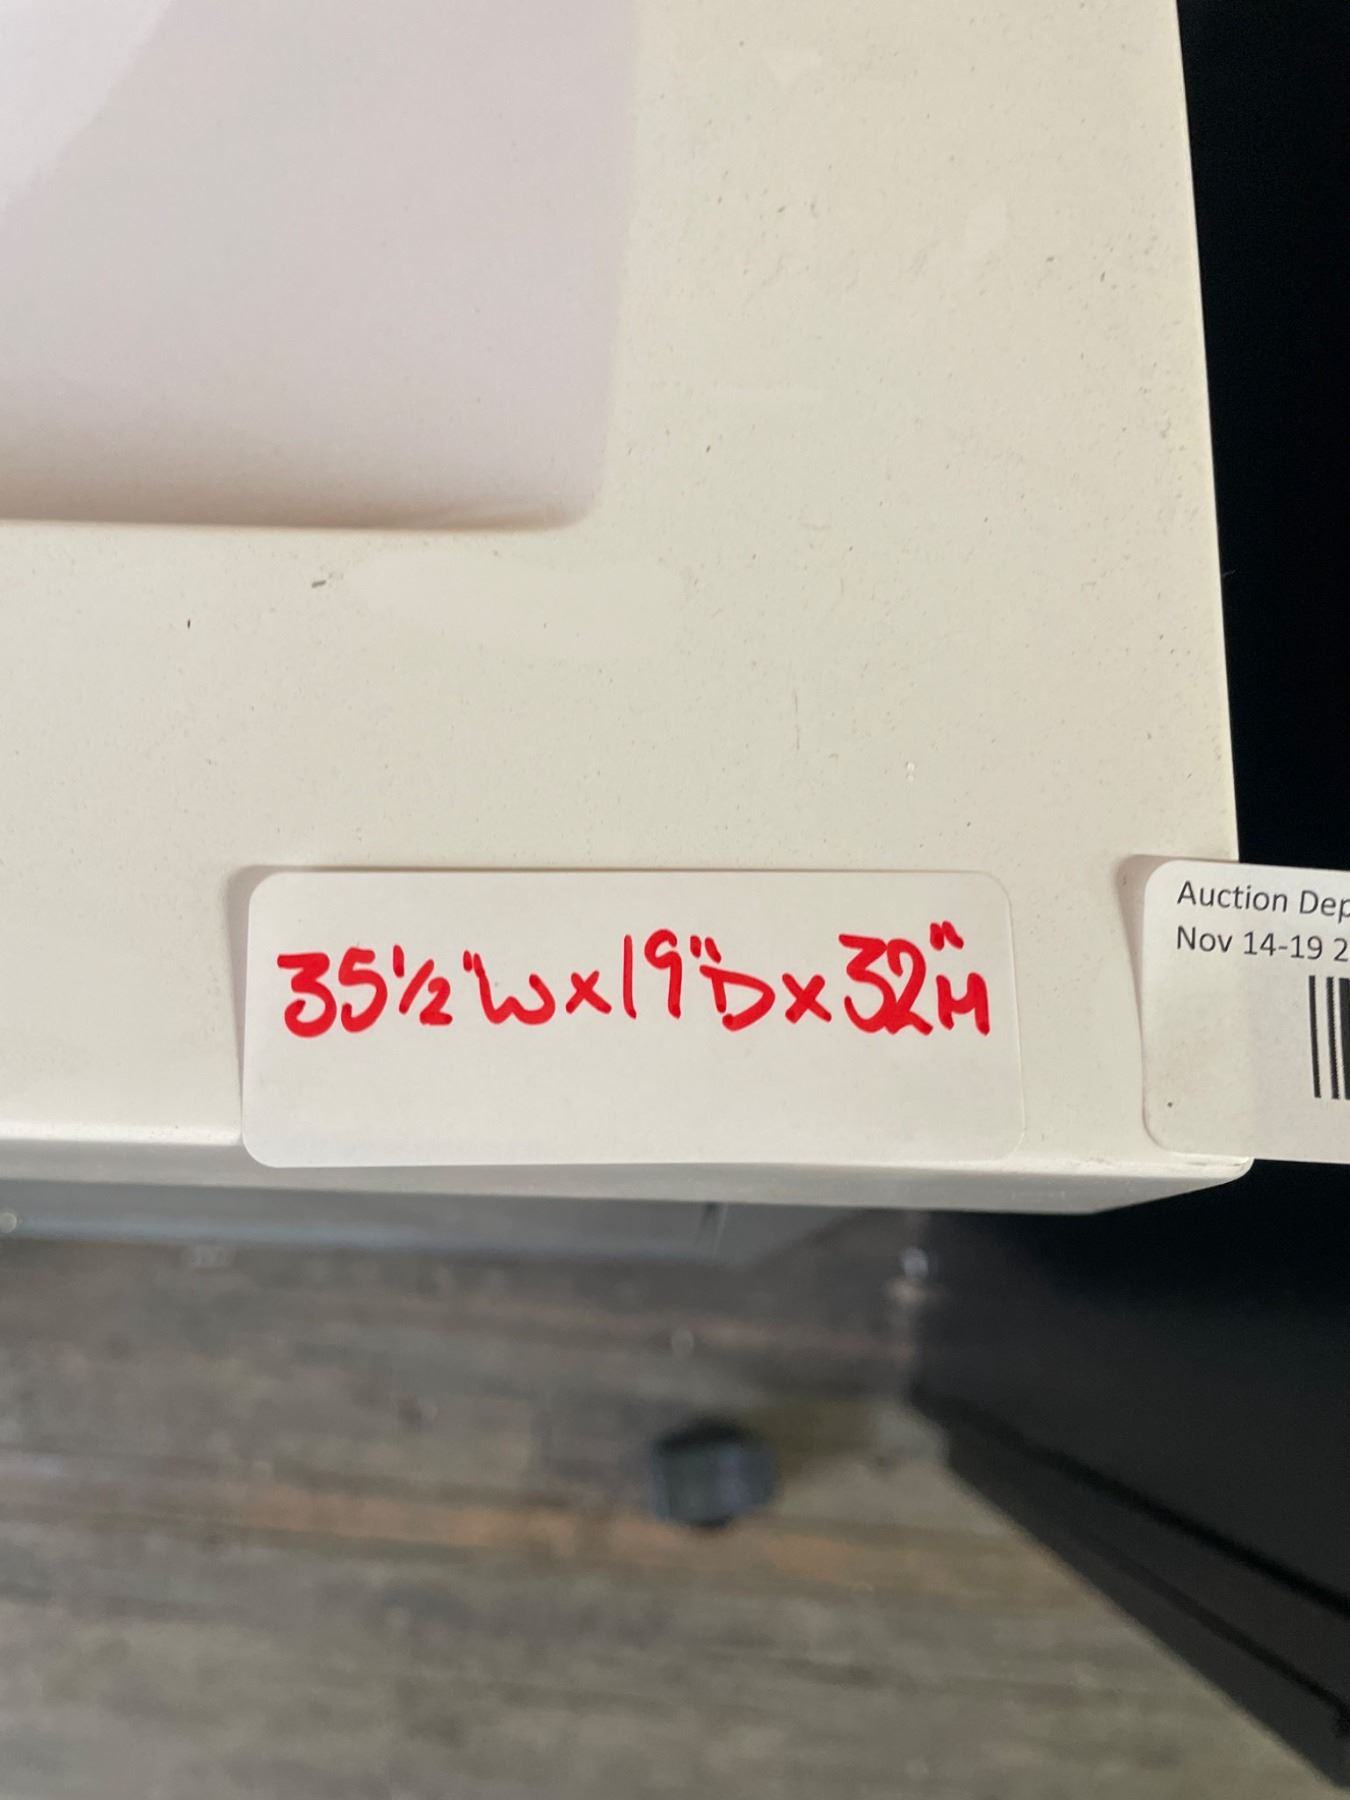 35½"W x 19"D x 32"H
Auction Dep
Nov 14-19 2